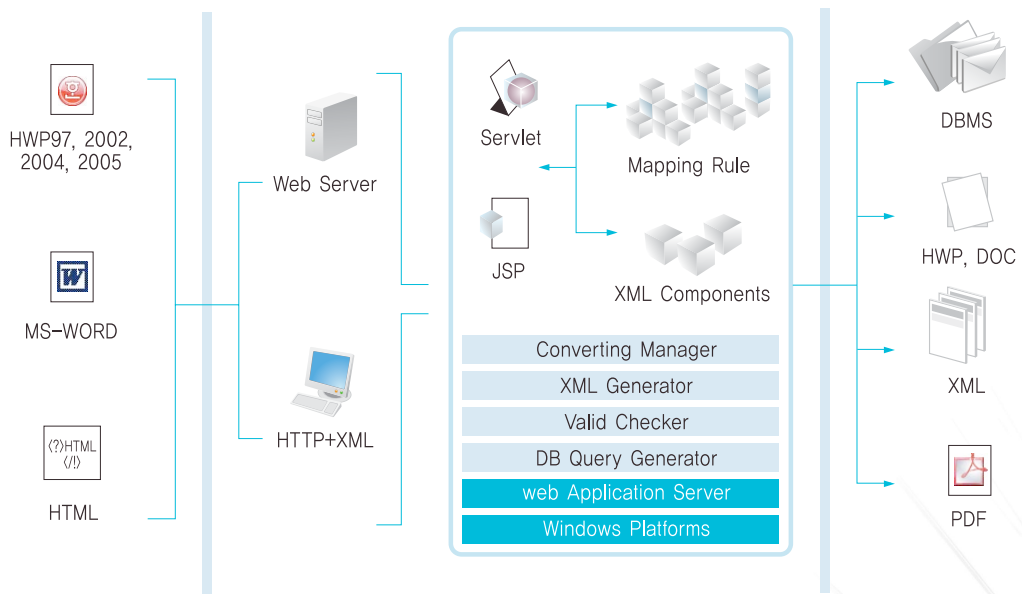 HWP97, 2002,
2004, 2005
W
MS-WORD
<?>HTML
</!>
HTML
Web Server
HTTP+XML
Servlet
JSP
Mapping Rule
XML Components
Converting Manager
XML Generator
Valid Checker
DB Query Generator
web Application Server
Windows Platforms
DBMS
HWP, DOC
XML
PDF